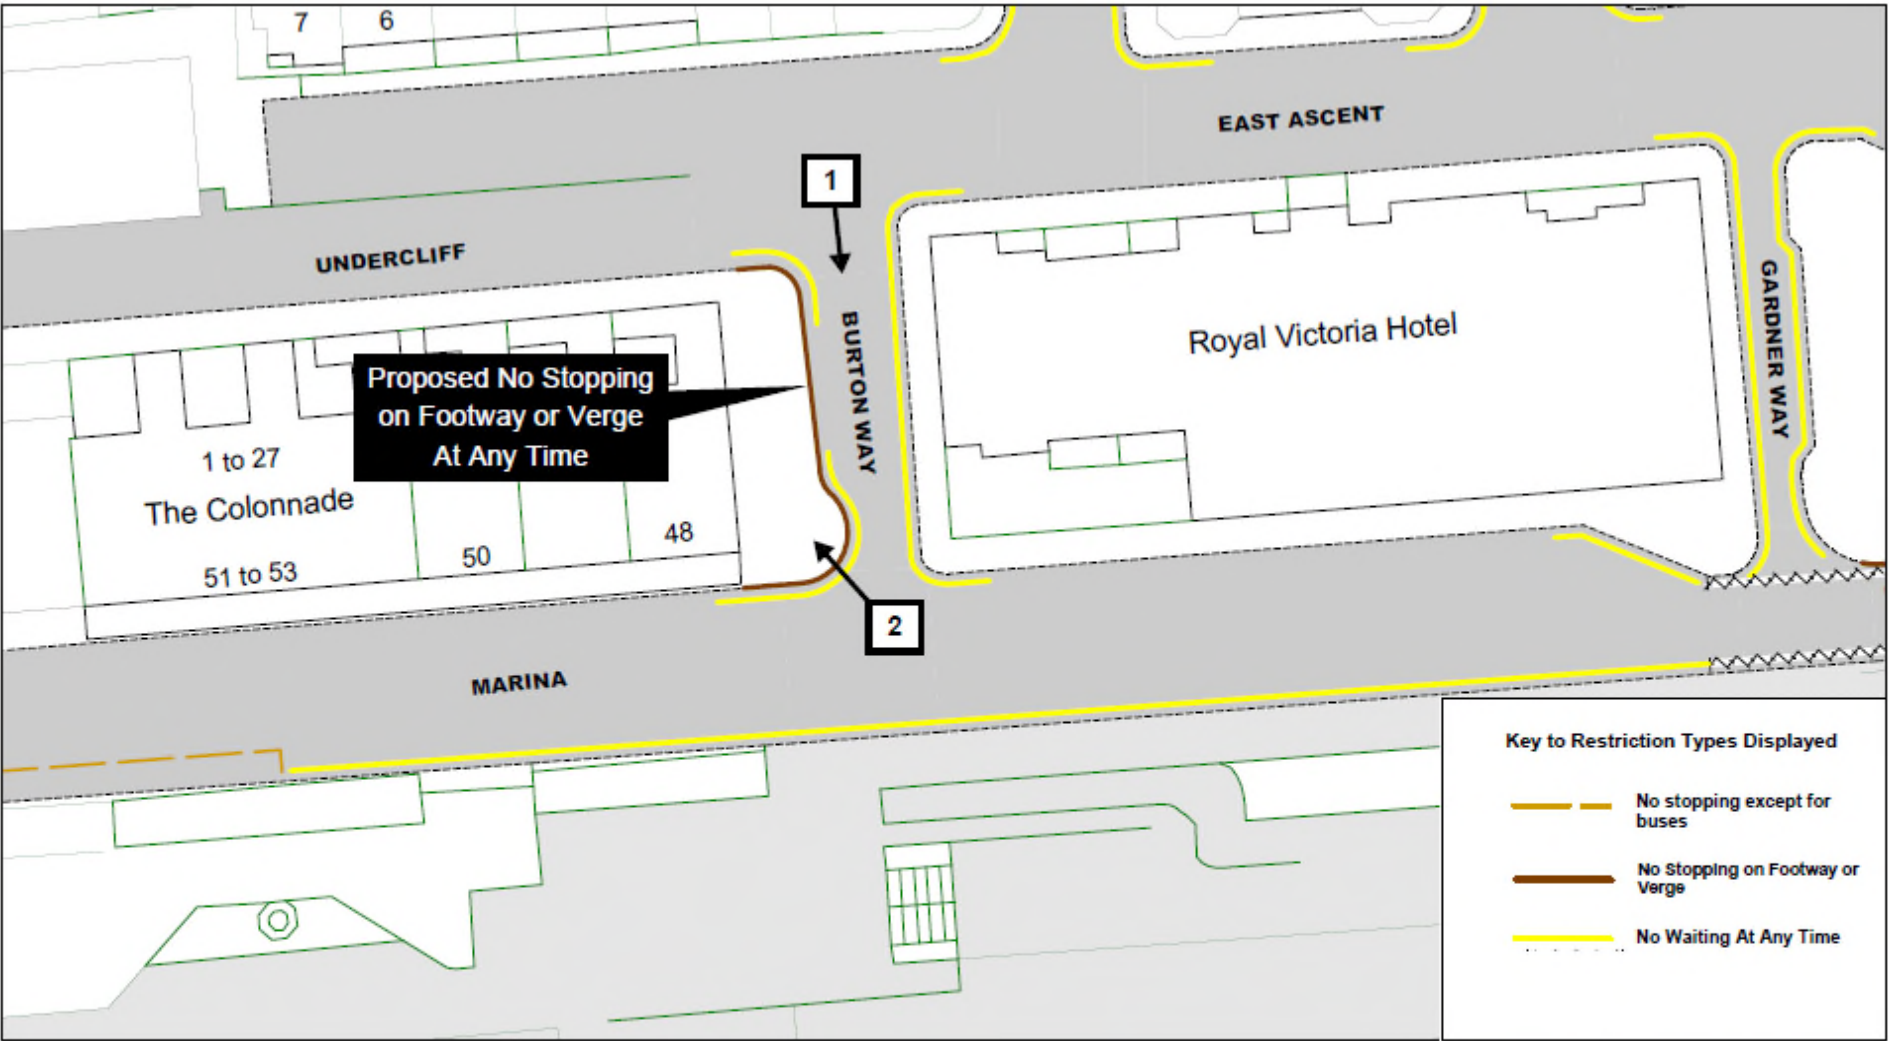 7
6
EAST ASCENT
1
UNDERCLIFF
BURTON WAY
GARDNER WAY
Royal Victoria Hotel
Proposed No Stopping
on Footway or Verge
At Any Time
1 to 27
The Colonnade
51 to 53
50
48
2
MARINA
Key to Restriction Types Displayed
No stopping except for
buses
No Stopping on Footway or
Verge
No Waiting At Any Time